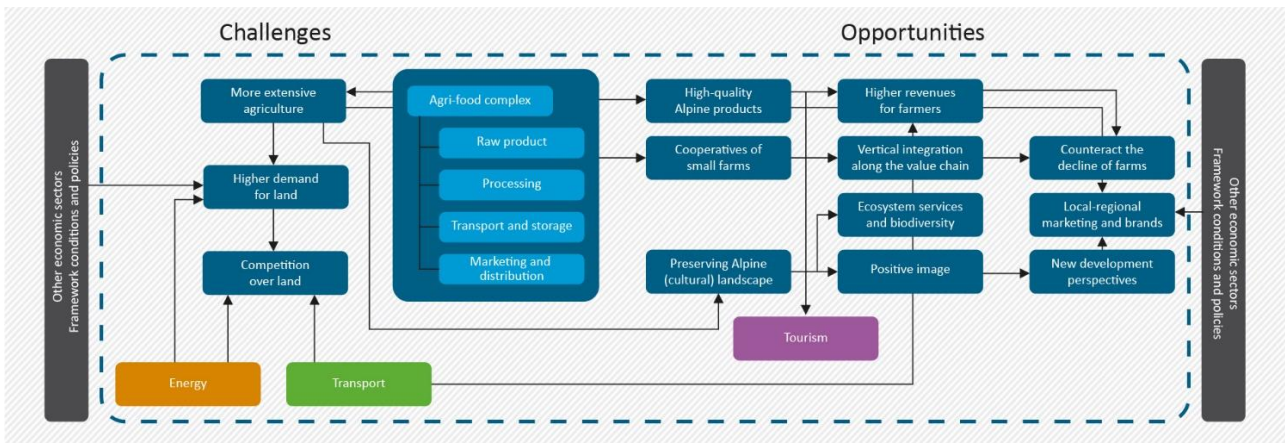 Challenges
Opportunities
Other economic sectors
Framework conditions and policies
More extensive
agriculture
Higher demand
for land
Competition
over land
Energy
Transport
Agri-food complex
Raw product
Processing
Transport and storage
Marketing and
distribution
High-quality
Alpine products
Cooperatives of
small farms
Preserving Alpine
(cultural) landscape
Tourism
Higher revenues
for farmers
Vertical integration
along the value chain
Ecosystem services
and biodiversity
Positive image
Counteract the
decline of farms
Local-regional
marketing and brands
New development
perspectives
Other economic sectors
Framework conditions and policies